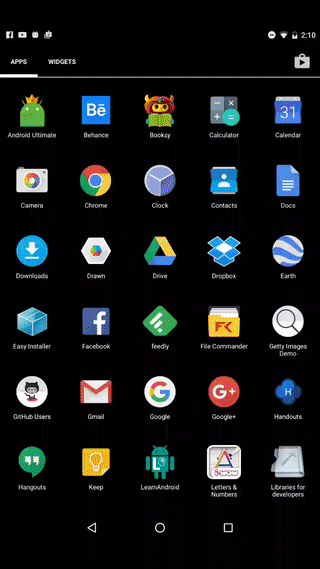 2:10
APPS WIDGETS
Android Ultimate Behance Booksy Calculator Calendar
Bē 31
Camera Chrome Clock Contacts Docs
Downloads Drawn Drive Dropbox Earth
Easy Installer Facebook feedly File Commander Getty Images
Demo
GitHub Users Gmail Google Google+ Handouts
Hangouts Keep LearnAndroid Letters & Libraries for
Numbers developers